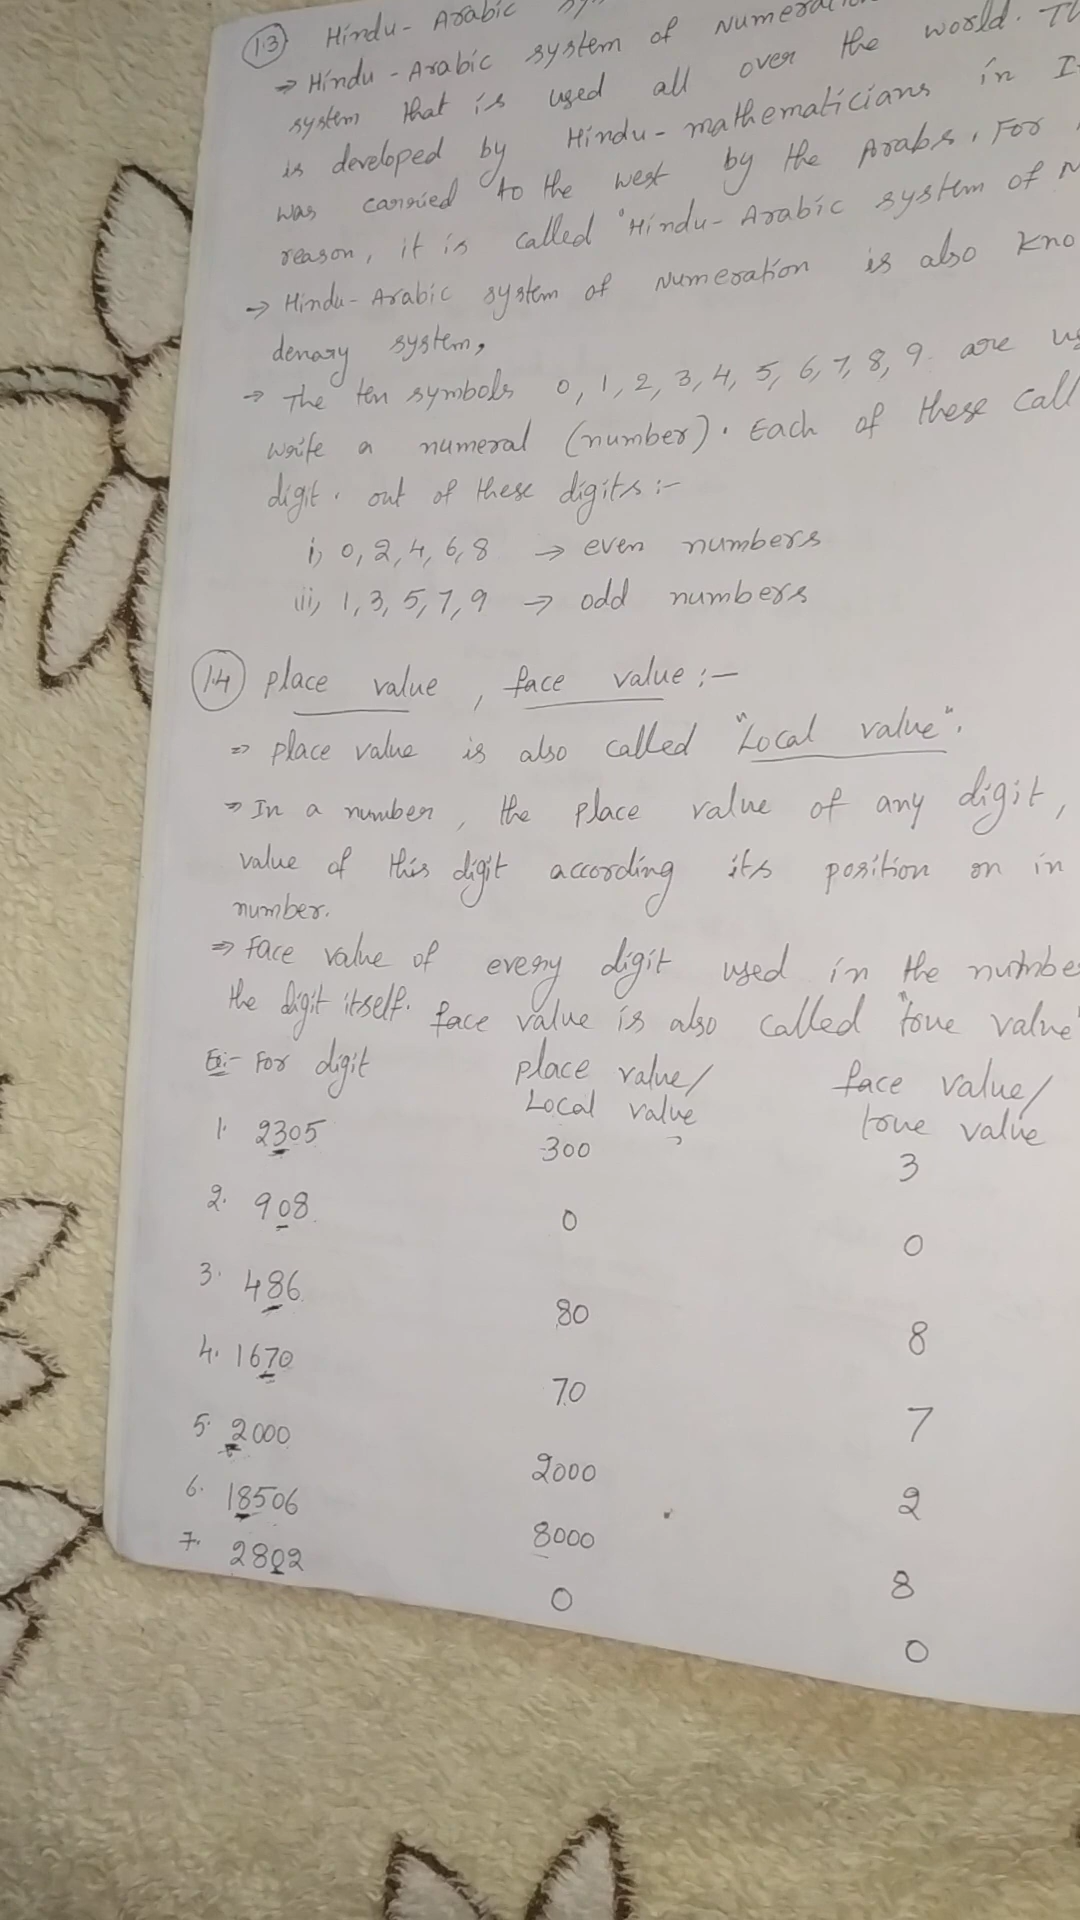 1.3 Hindu - Arabic
⇒ Hindu - Arabic system of Numeration
system that is used all over the world.
is developed by Hindu - mathematicians in
was carried to the west by the Arabs. For
reason, it is called "Hindu - Arabic system of
→ Hindu - Arabic system of Numeration is also kno
denary system,
→ The ten symbols 0, 1, 2, 3, 4, 5, 6, 7, 8, 9 are us
write a numeral (number). Each of these call
digit. out of these digits :-
i) 0, 2, 4, 6, 8 → even numbers
iii) 1, 3, 5, 7, 9 → odd numbers
1.4 place value, face value :-
⇒ place value is also called "Local value".
⇒ In a number, the place value of any digit,
value of this digit according its position on in
number.
⇒ Face value of every digit used in the numbe
the digit itself. face value is also called "true value"
Ex:- For digit place value/ face value/
Local value true value
1. 2305 300 3
2. 908 0 0
3. 486 80 8
4. 1670 70 7
5. 2000 2000 2
6. 18506 8000 8
7. 2802 0 0